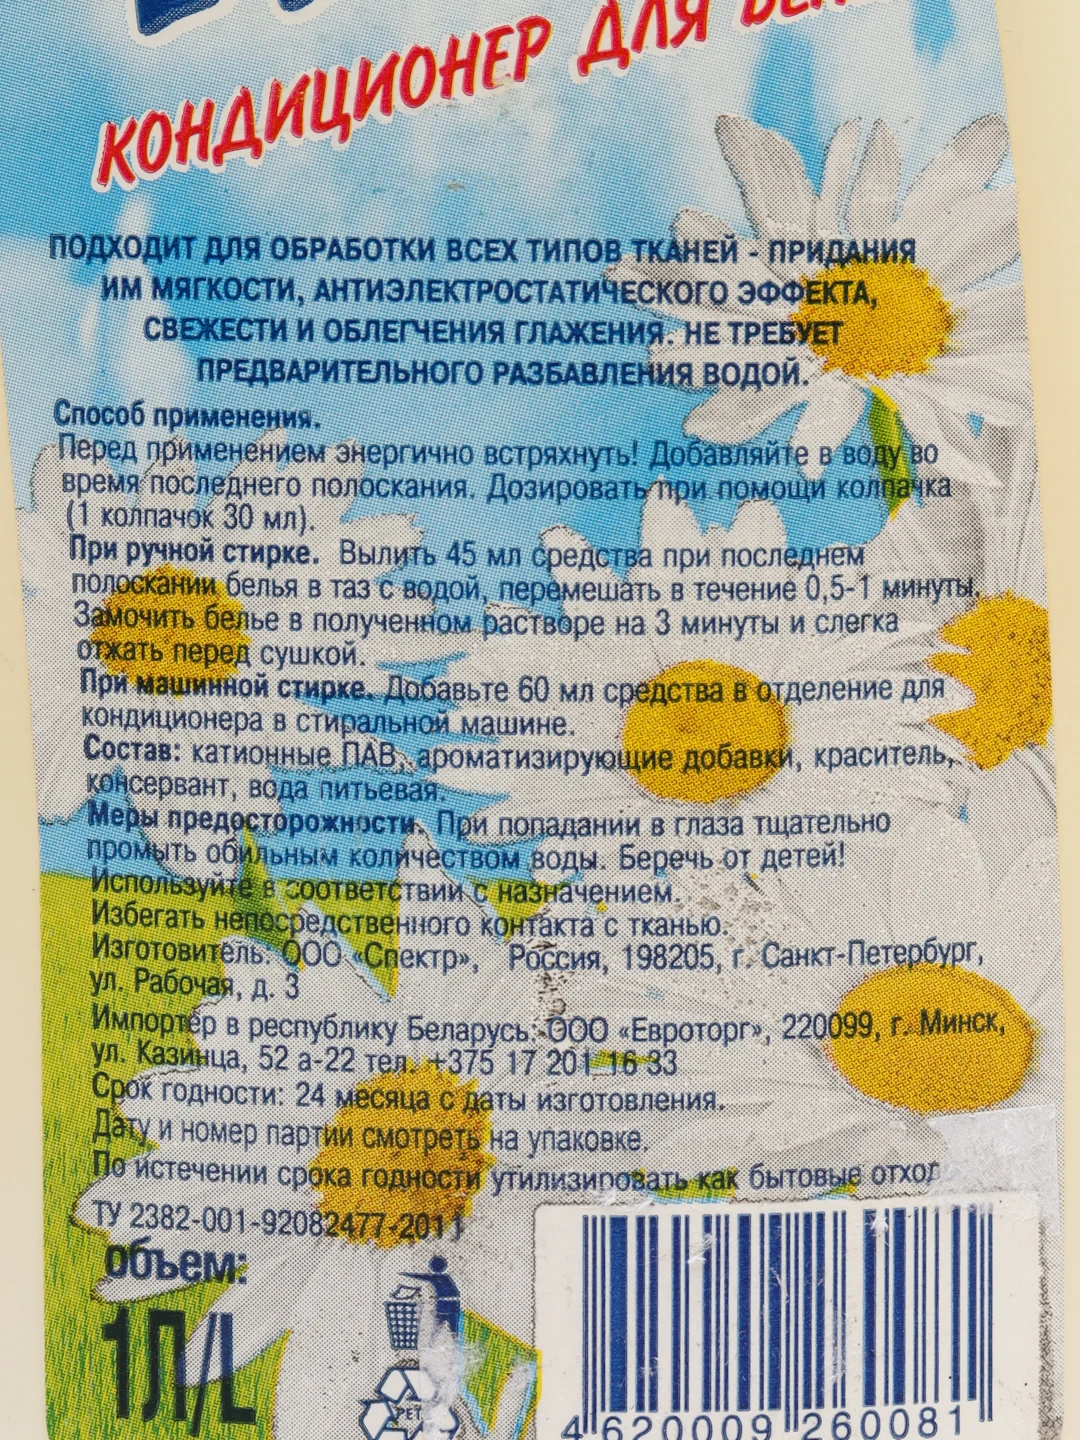 КОНДИЦИОНЕР ДЛЯ
ПОДХОДИТ ДЛЯ ОБРАБОТКИ ВСЕХ ТИПОВ ТКАНЕЙ - ПРИДАНИЯ
ИМ МЯГКОСТИ, АНТИЭЛЕКТРОСТАТИЧЕСКОГО ЭФФЕКТА,
СВЕЖЕСТИ И ОБЛЕГЧЕНИЯ ГЛАЖЕНИЯ. НЕ ТРЕБУЕТ
ПРЕДВАРИТЕЛЬНОГО РАЗБАВЛЕНИЯ ВОДОЙ.
Способ применения.
Перед применением энергично встряхнуть! Добавляйте в воду во
время последнего полоскания. Дозировать при помощи колпачка
(1 колпачок 30 мл).
При ручной стирке. Вылить 45 мл средства при последнем
полоскании белья в таз с водой, перемешать в течение 0,5-1 минуты.
Замочить белье в полученном растворе на 3 минуты и слегка
отжать перед сушкой.
При машинной стирке. Добавьте 60 мл средства в отделение для
кондиционера в стиральной машине.
Состав: катионные ПАВ, ароматизирующие добавки, краситель,
консервант, вода питьевая.
Меры предосторожности. При попадании в глаза тщательно
промыть обильным количеством воды. Беречь от детей!
Используйте в соответствии с назначением.
Избегать непосредственного контакта с тканью.
Изготовитель: ООО «Спектр», Россия, 198205, г. Санкт-Петербург,
ул. Рабочая, д. 3
Импортёр в республику Беларусь: ООО «Евроторг», 220099, г. Минск,
ул. Казинца, 52 а-22 тел. +375 17 201 16 33
Срок годности: 24 месяца с даты изготовления.
Дату и номер партии смотреть на упаковке.
По истечении срока годности утилизировать как бытовые отход
ТУ 2382-001-92082477-2011
объем:
1Л/L
PET
4 620009 260081